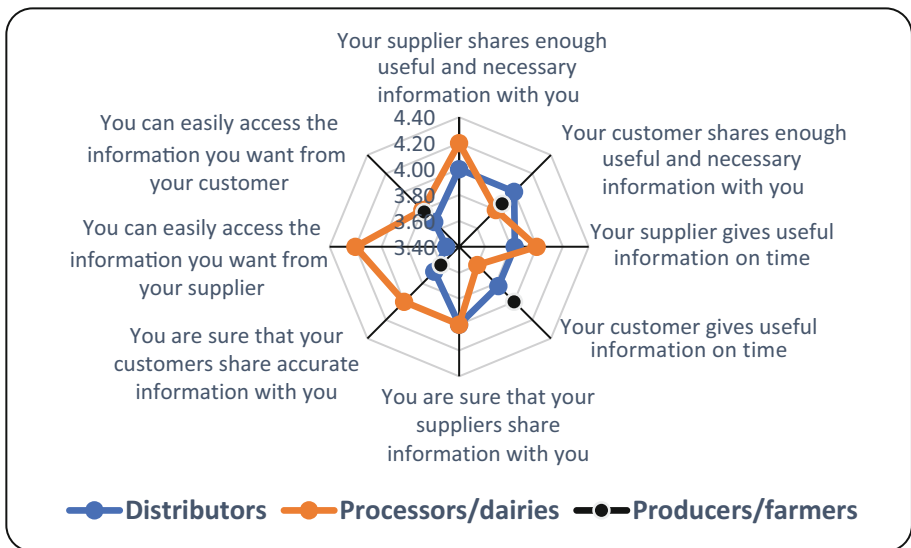 Your supplier shares enough
useful and necessary
information with you
Your customer shares enough
useful and necessary
information with you
Your supplier gives useful
information on time
Your customer gives useful
information on time
You are sure that your
suppliers share
information with you
You are sure that your
customers share accurate
information with you
You can easily access the
information you want from
your supplier
You can easily access the
information you want from
your customer
4.40
4.20
4.00
3.80
3.60
3.40
Distributors Processors/dairies Producers/farmers